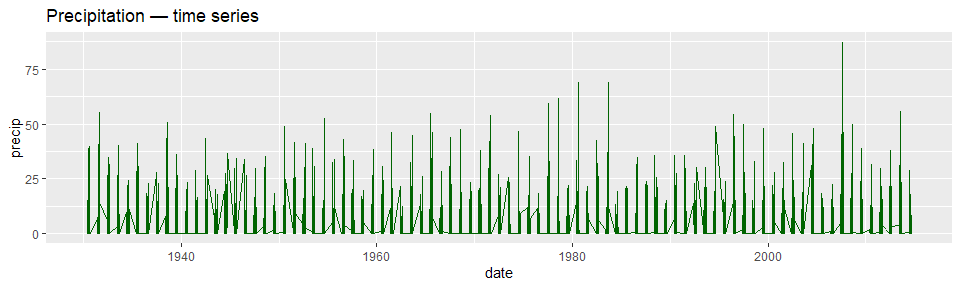 Precipitation — time series
precip
75
50
25
0
1940 1960 1980 2000
date